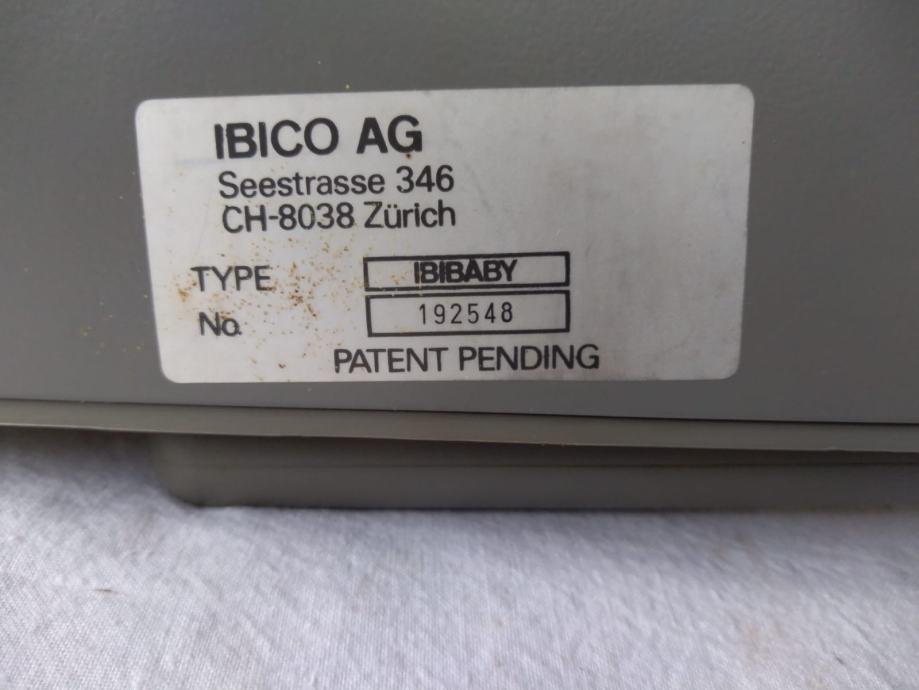 IBICO AG
Seestrasse 346
CH-8038 Zürich
TYPE IBIBABY
No. 192548
PATENT PENDING